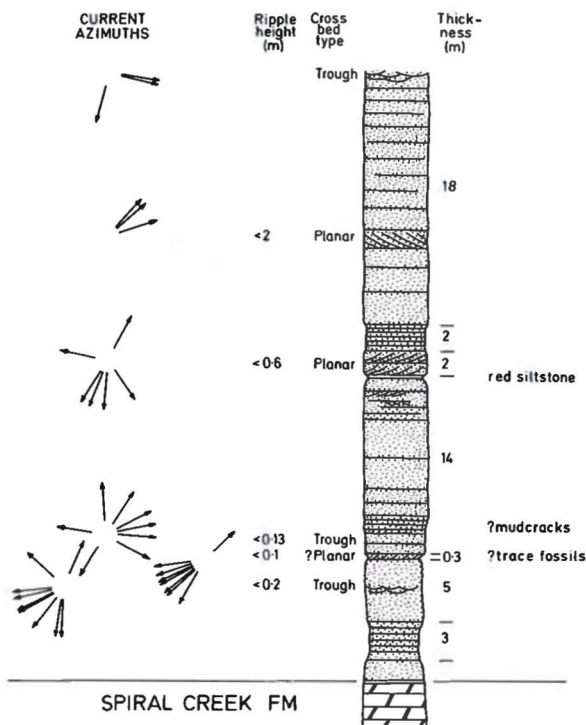 CURRENT AZIMUTHS
Ripple height (m)
Cross bed type
Thick-ness (m)
Trough
18
<2 Planar
2
<0·6 Planar 2
red siltstone
14
?mudcracks
<0·13 Trough
<0·1 ?Planar 0·3 ?trace fossils
<0·2 Trough 5
3
SPIRAL CREEK FM